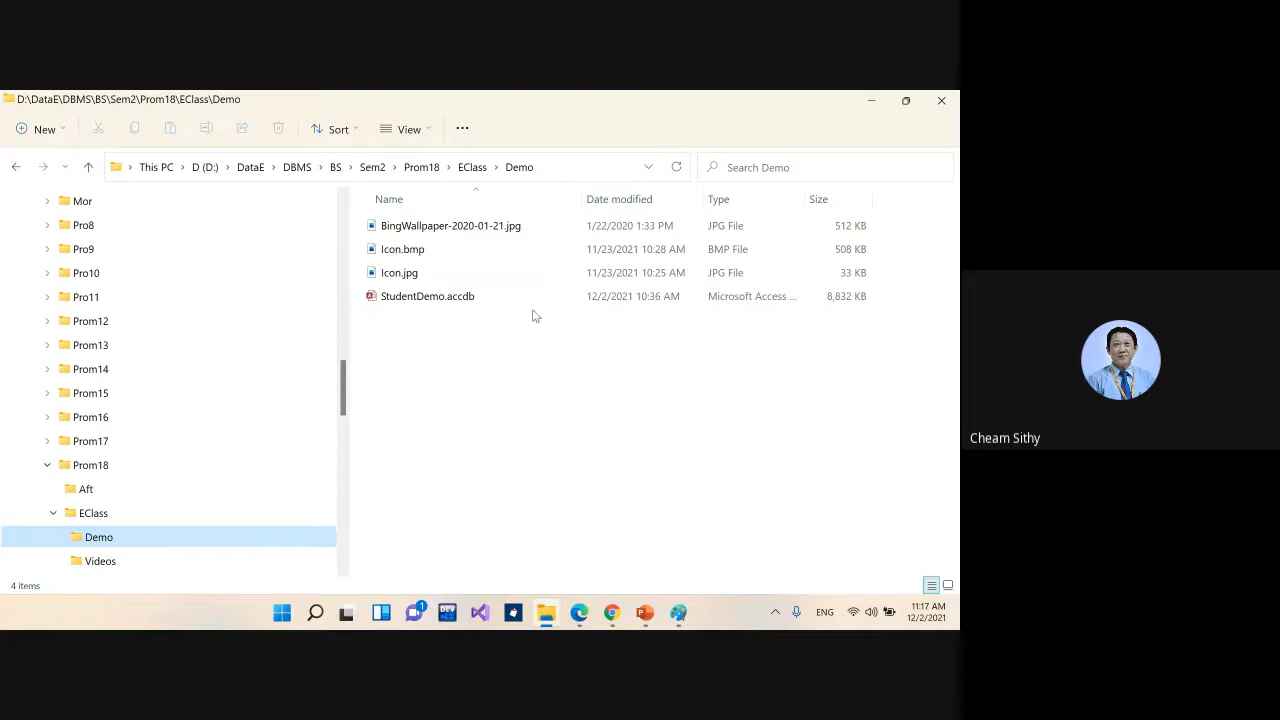 D:\DataE\DBMS\BS\Sem2\Prom18\EClass\Demo
New Sort View
This PC D (D:) DataE DBMS BS Sem2 Prom18 EClass Demo Search Demo
Name Date modified Type Size
BingWallpaper-2020-01-21.jpg 1/22/2020 1:33 PM JPG File 512 KB
Icon.bmp 11/23/2021 10:28 AM BMP File 508 KB
Icon.jpg 11/23/2021 10:25 AM JPG File 33 KB
StudentDemo.accdb 12/2/2021 10:36 AM Microsoft Access ... 8,832 KB
Mor
Pro8
Pro9
Pro10
Pro11
Prom12
Prom13
Prom14
Prom15
Prom16
Prom17
Prom18
Aft
EClass
Demo
Videos
4 items
1
DEV
ENG
11:17 AM
12/2/2021
Cheam Sithy